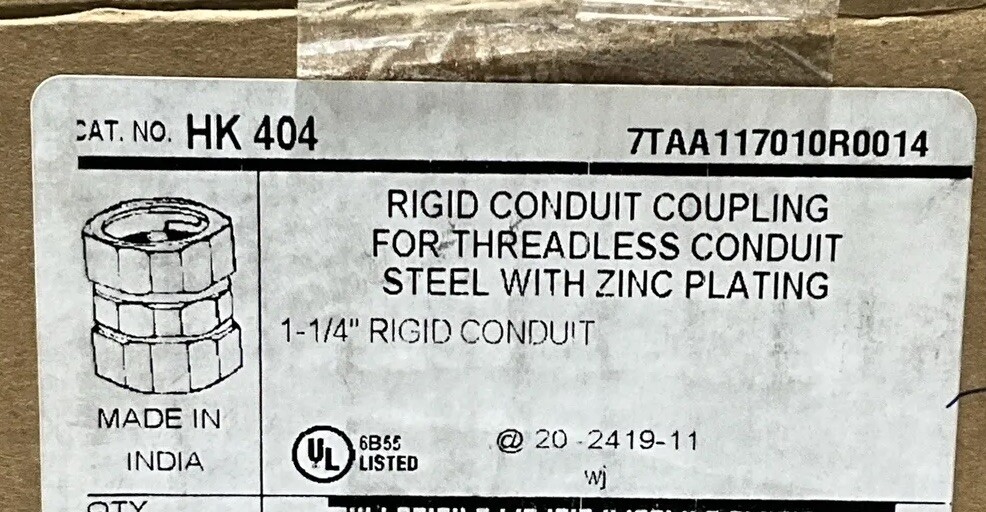 CAT. NO. HK 404
7TAA117010R0014
RIGID CONDUIT COUPLING
FOR THREADLESS CONDUIT
STEEL WITH ZINC PLATING
1-1/4" RIGID CONDUIT
MADE IN
INDIA
UL
6B55
LISTED
@ 20-2419-11
wj
QTY